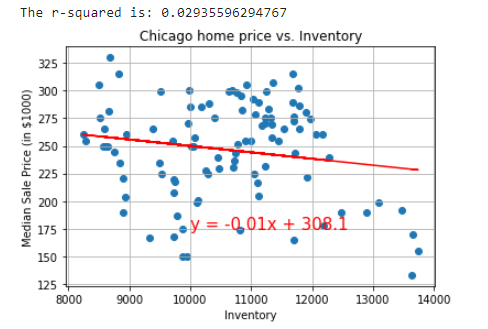 The r-squared is: 0.02935596294767
Chicago home price vs. Inventory
325
300
275
250
225
200
175
150
125
Median Sale Price (in $1000)
y = -0.01x + 308.1
8000 9000 10000 11000 12000 13000 14000
Inventory